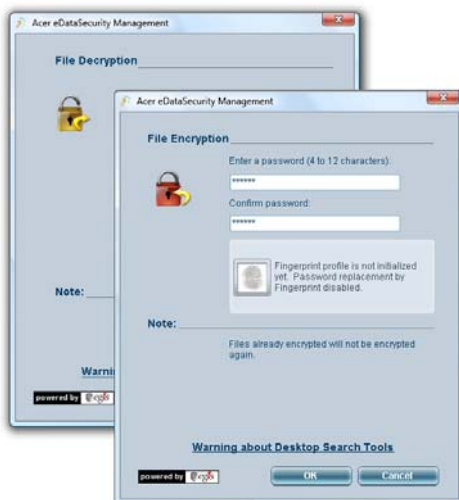 Acer eDataSecurity Management
File Decryption
Note:
powered by
Acer eDataSecurity Management
File Encryption
Enter a password (4 to 12 characters):
******
Confirm password:
******
Fingerprint profile is not initialized
yet. Password replacement by
Fingerprint disabled.
Note:
Files already encrypted will not be encrypted
again.
Warning about Desktop Search Tools
powered by
OK
Cancel